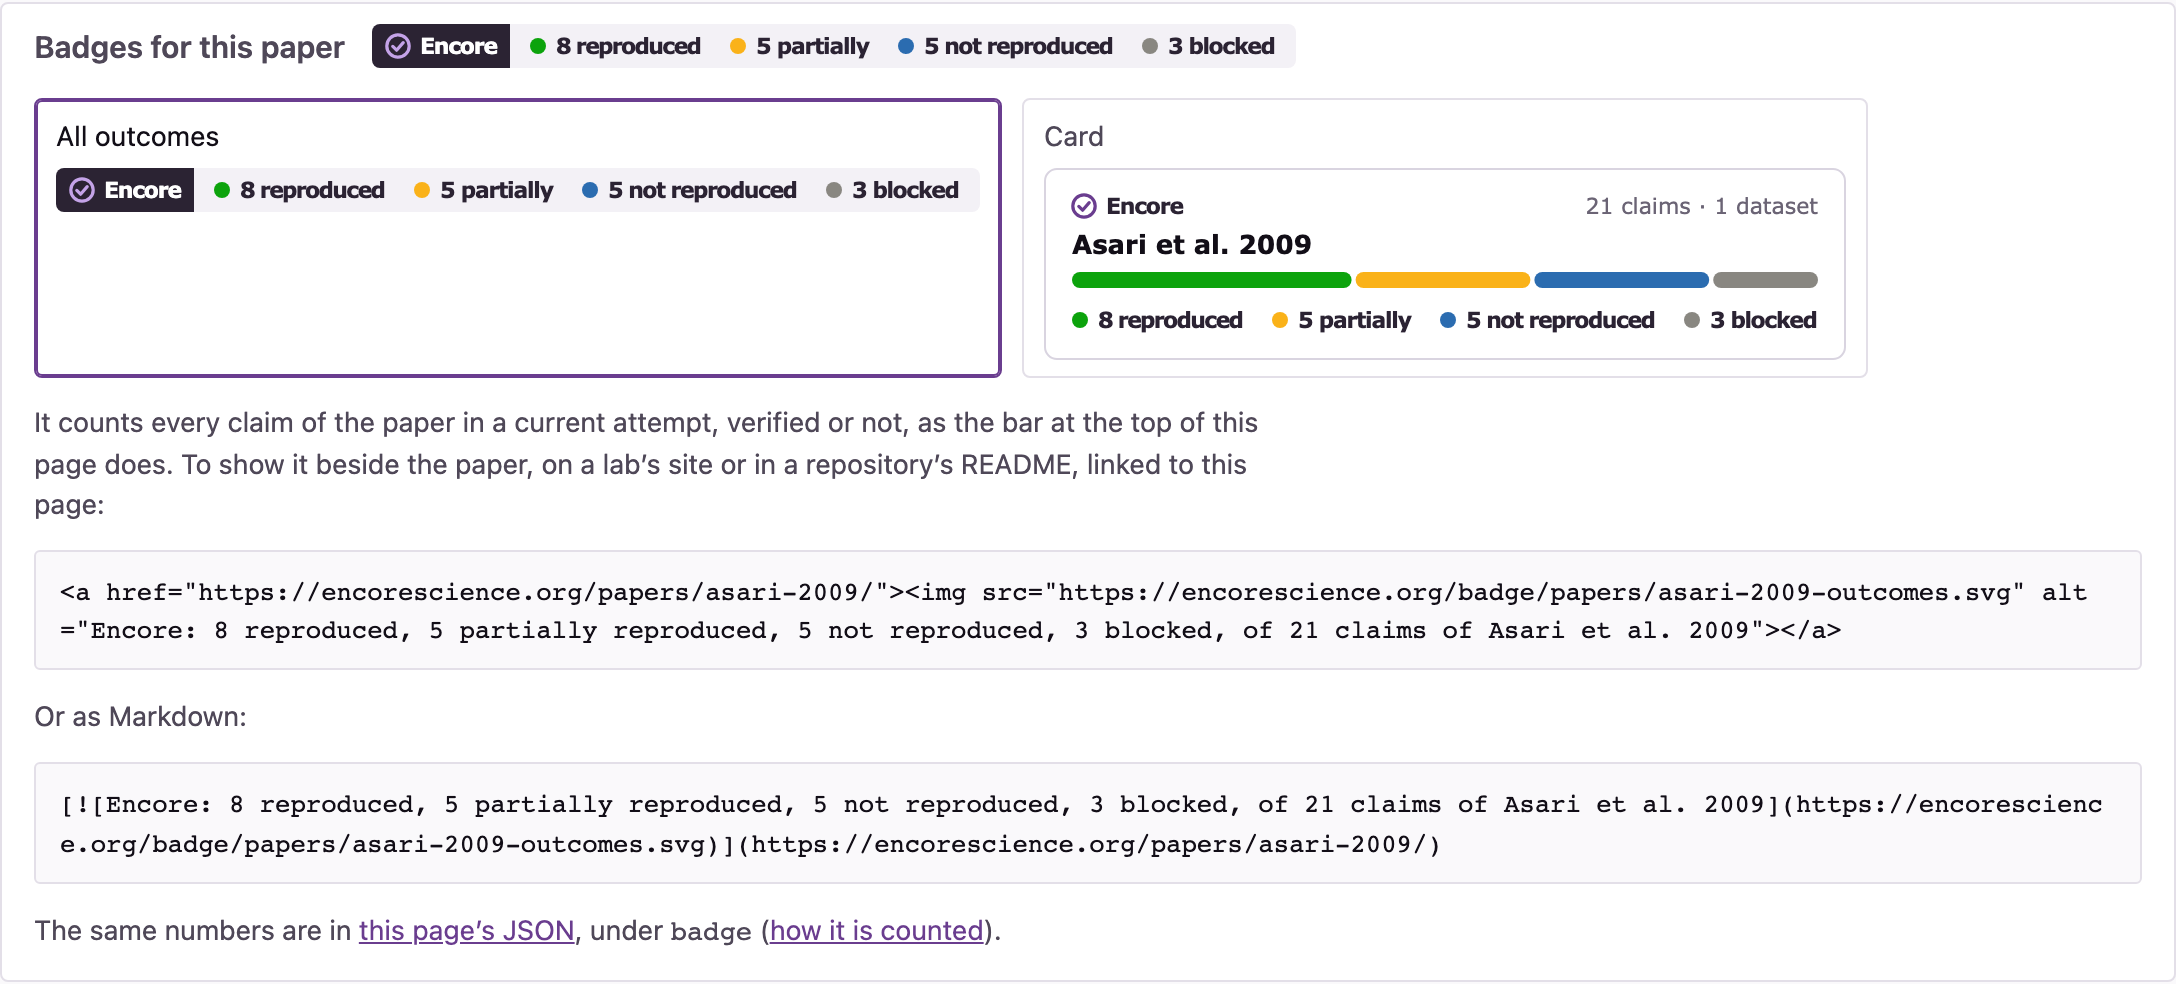 Badges for this paper Encore 8 reproduced 5 partially 5 not reproduced 3 blocked
All outcomes
Encore 8 reproduced 5 partially 5 not reproduced 3 blocked
Card
Encore 21 claims · 1 dataset
Asari et al. 2009
8 reproduced 5 partially 5 not reproduced 3 blocked
It counts every claim of the paper in a current attempt, verified or not, as the bar at the top of this
page does. To show it beside the paper, on a lab’s site or in a repository’s README, linked to this
page:
<a href="https://encorescience.org/papers/asari-2009/"><img src="https://encorescience.org/badge/papers/asari-2009-outcomes.svg" alt
="Encore: 8 reproduced, 5 partially reproduced, 5 not reproduced, 3 blocked, of 21 claims of Asari et al. 2009"></a>
Or as Markdown:
[![Encore: 8 reproduced, 5 partially reproduced, 5 not reproduced, 3 blocked, of 21 claims of Asari et al. 2009](https://encorescienc
e.org/badge/papers/asari-2009-outcomes.svg)](https://encorescience.org/papers/asari-2009/)
The same numbers are in this page’s JSON, under badge (how it is counted).